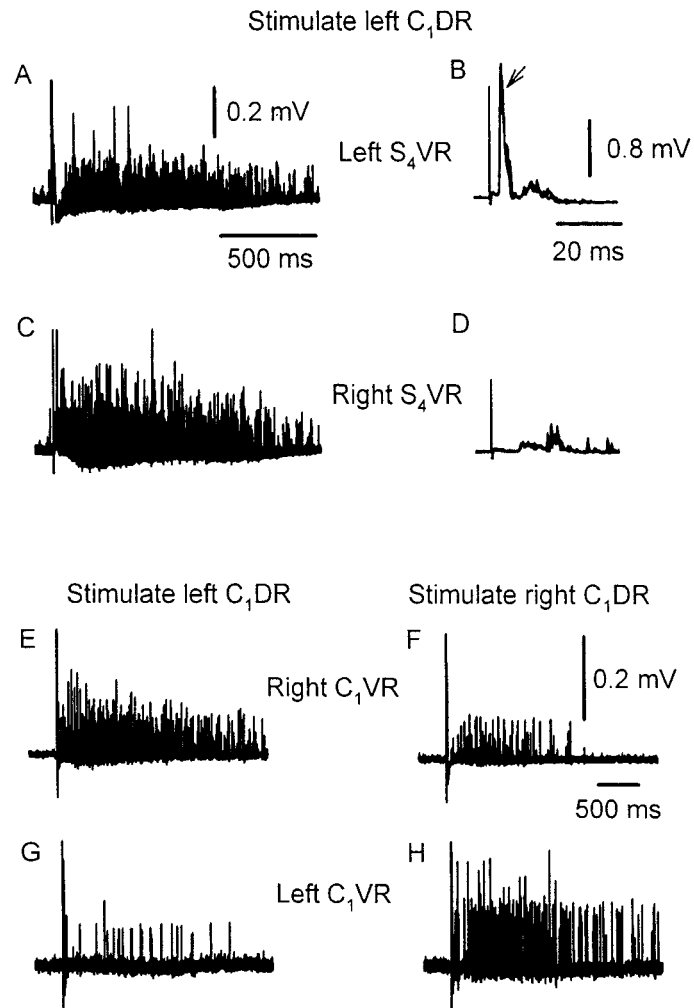 Stimulate left C₁DR
A
0.2 mV
B
0.8 mV
Left S₄VR
500 ms
20 ms
C
D
Right S₄VR
Stimulate left C₁DR
Stimulate right C₁DR
E
F
Right C₁VR
0.2 mV
500 ms
G
H
Left C₁VR